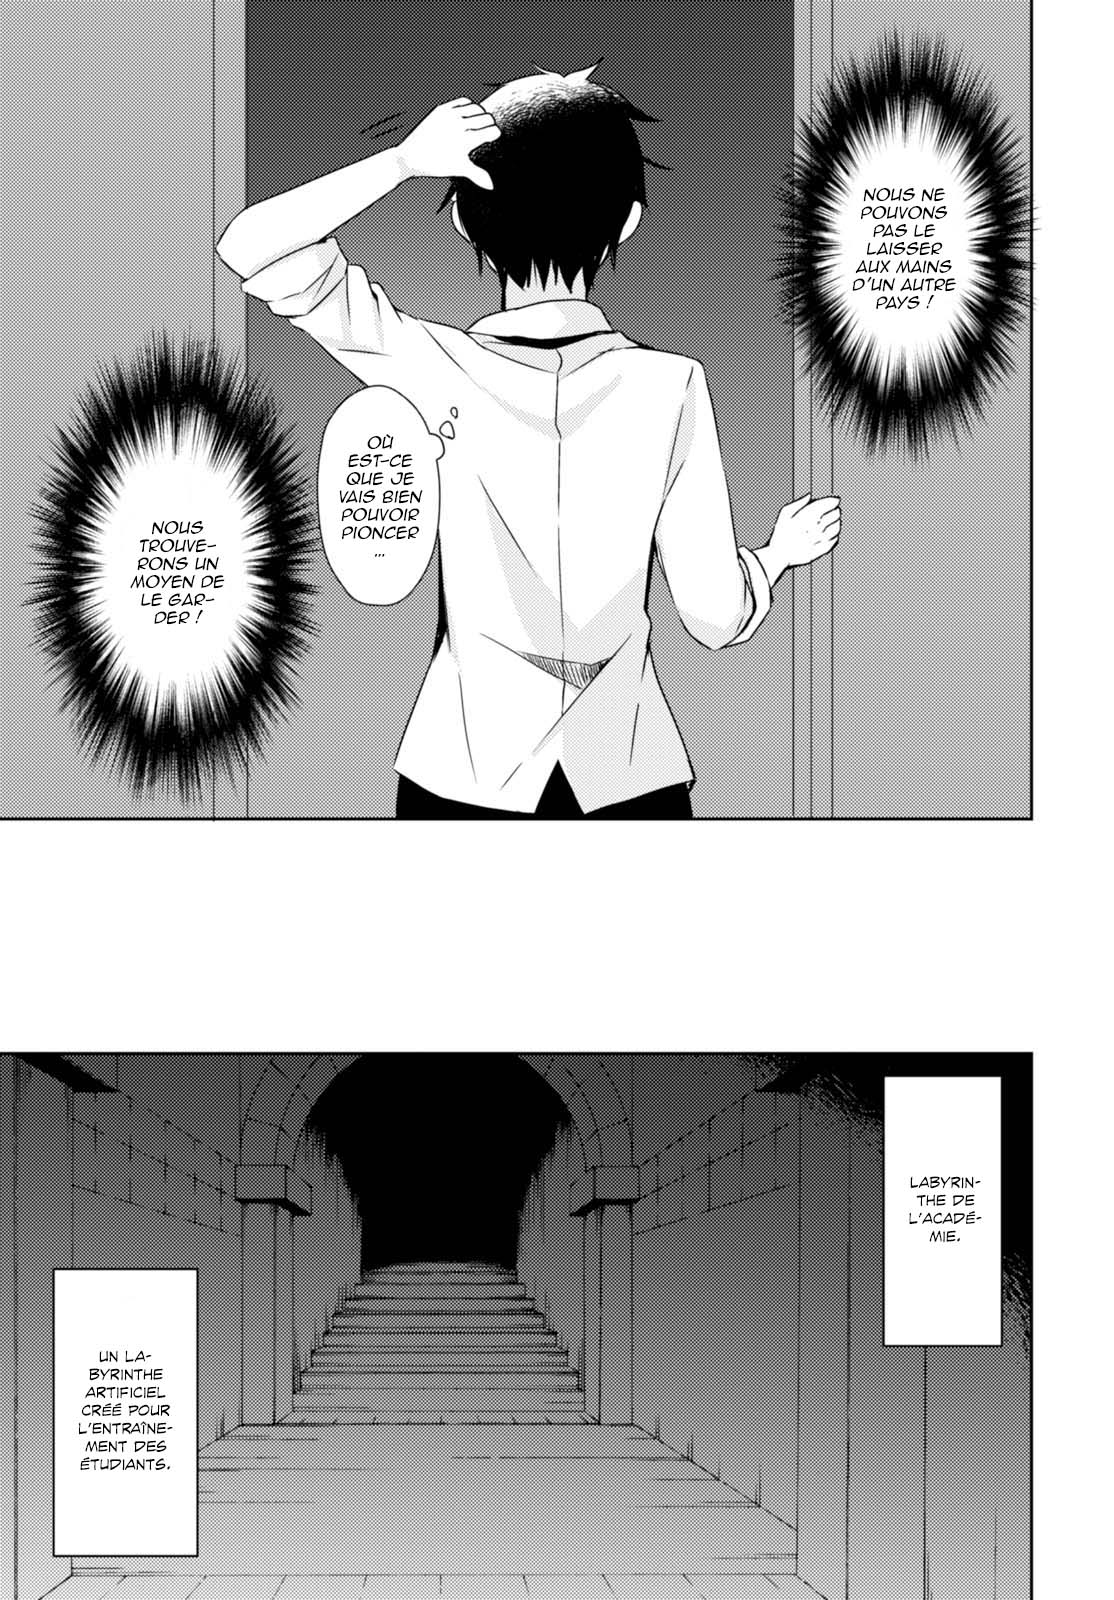 NOUS NE
POUVONS
PAS LE
LAISSER
AUX MAINS
D'UN AUTRE
PAYS !
OÙ
EST-CE
QUE JE
VAIS BIEN
POUVOIR
PIONCER
...
NOUS
TROUVE-
RONS UN
MOYEN DE
LE GAR-
DER !
LABYRIN-
THE DE
L'ACADÉ-
MIE.
UN LA-
BYRINTHE
ARTIFICIEL
CRÉÉ POUR
L'ENTRAÎNE-
MENT DES
ÉTUDIANTS.